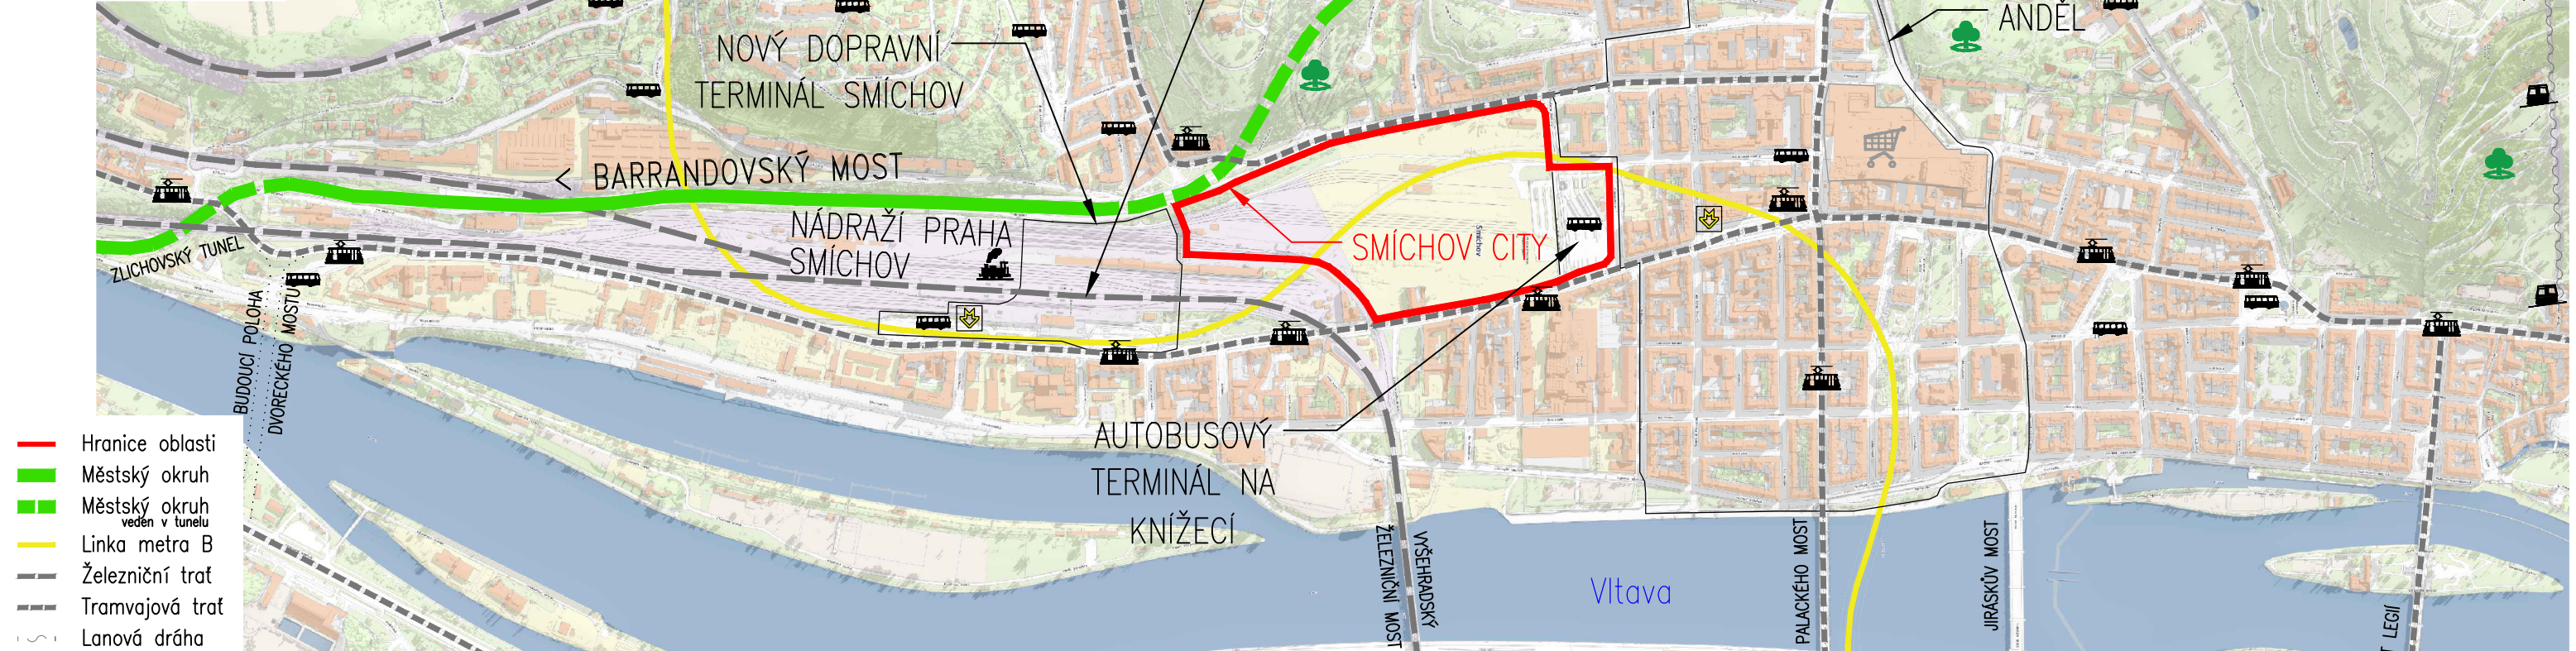 ANDĚL
NOVÝ DOPRAVNÍ
TERMINÁL SMÍCHOV
< BARRANDOVSKÝ MOST
NÁDRAŽÍ PRAHA
SMÍCHOV
SMÍCHOV CITY
Smíchov
ZLICHOVSKÝ TUNEL
BUDOUCÍ POLOHA
DVORECKÉHO MOSTU
AUTOBUSOVÝ
TERMINÁL NA
KNÍŽECÍ
ŽELEZNIČNÍ MOST
VYŠEHRADSKÝ
Vltava
PALACKÉHO MOST
JIRÁSKŮV MOST
LEGIÍ
Hranice oblasti
Městský okruh
Městský okruh
veden v tunelu
Linka metra B
Železniční trať
Tramvajová trať
Lanová dráha